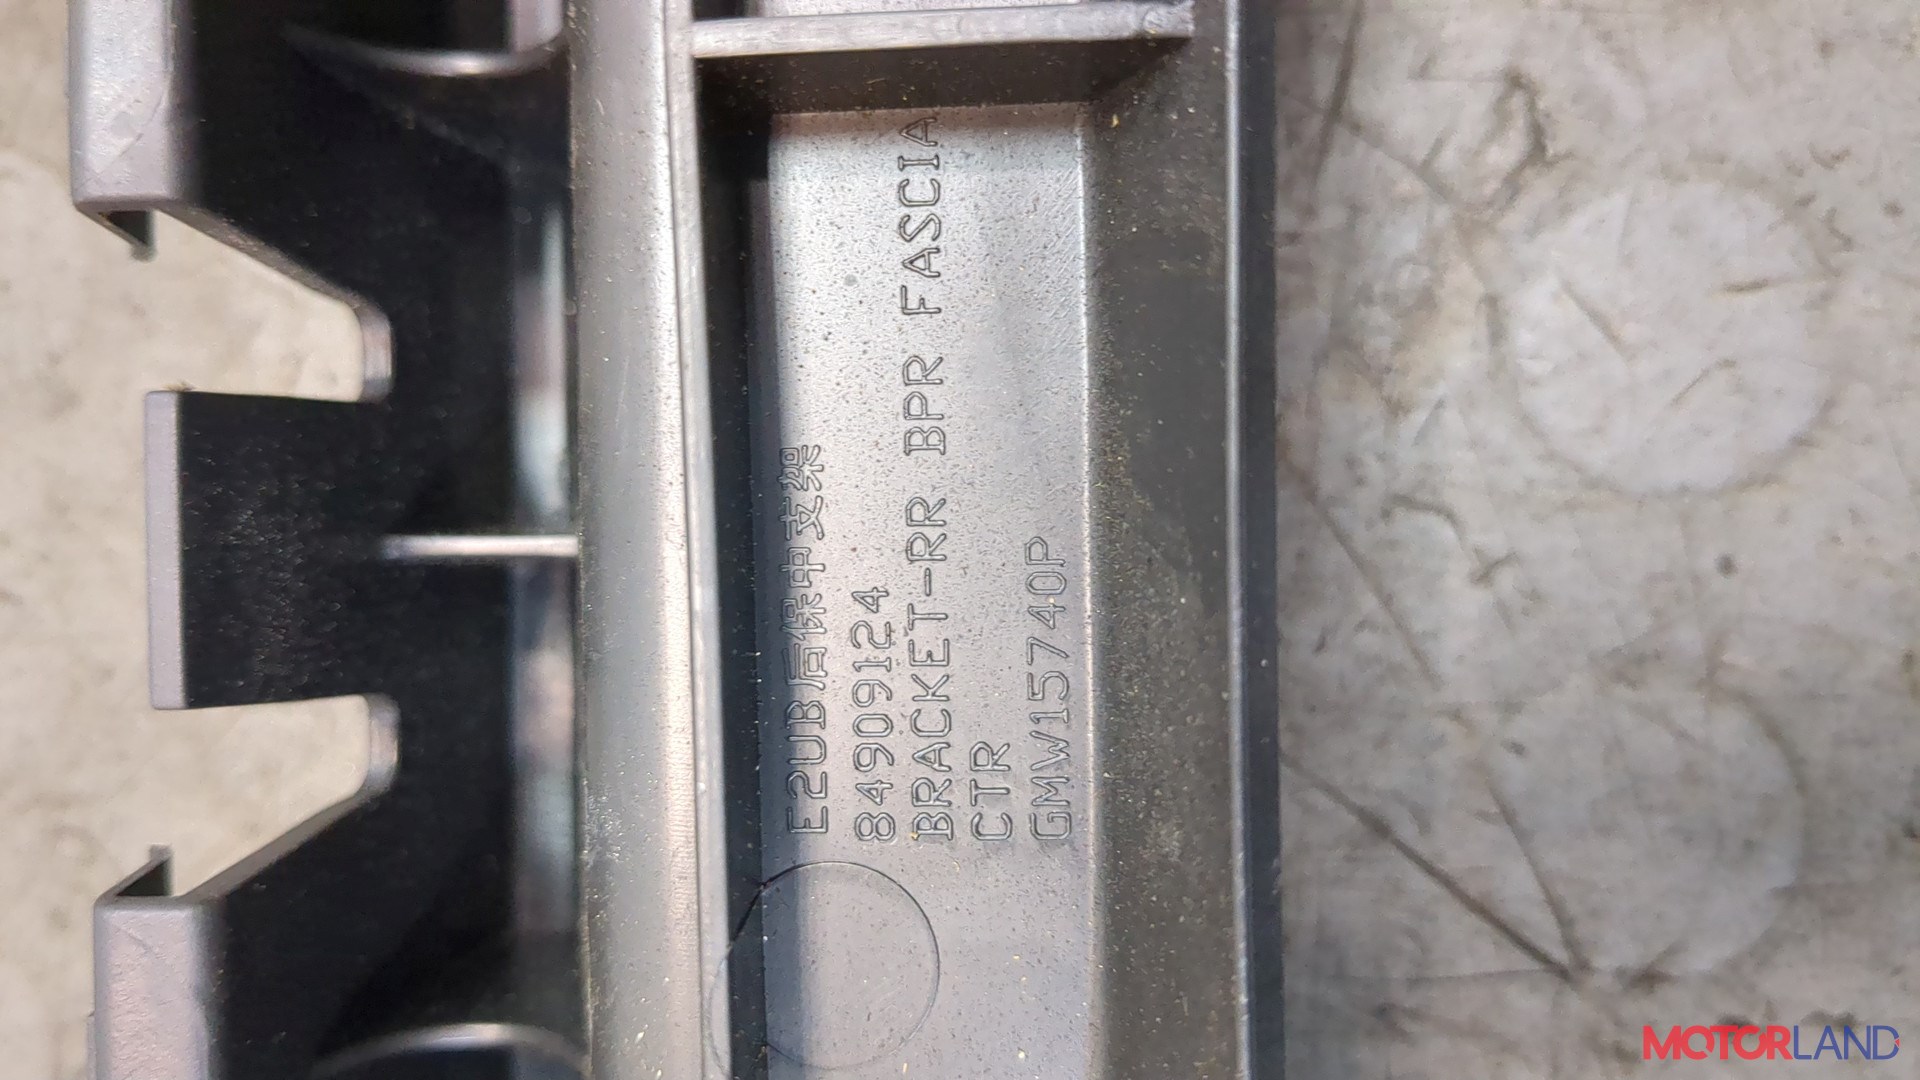 E2UB后保中支架
84909124
BRACKET-RR BPR FASCIA
CTR
GMW15740P
MOTORLAND